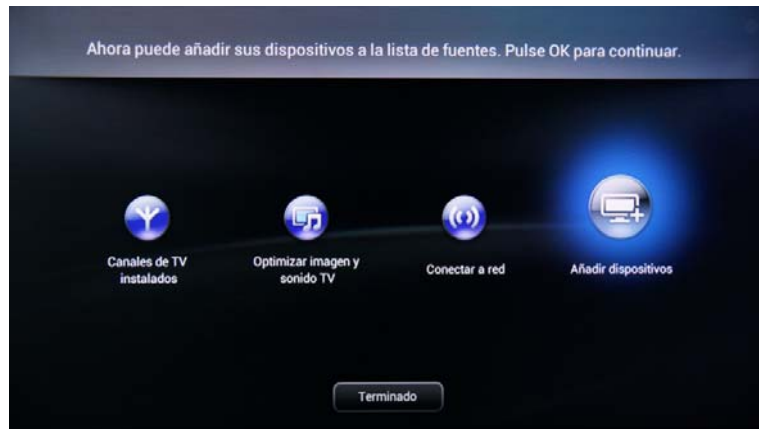 Ahora puede añadir sus dispositivos a la lista de fuentes. Pulse OK para continuar.
Canales de TV
instalados
Optimizar imagen y
sonido TV
Conectar a red
Añadir dispositivos
Terminado